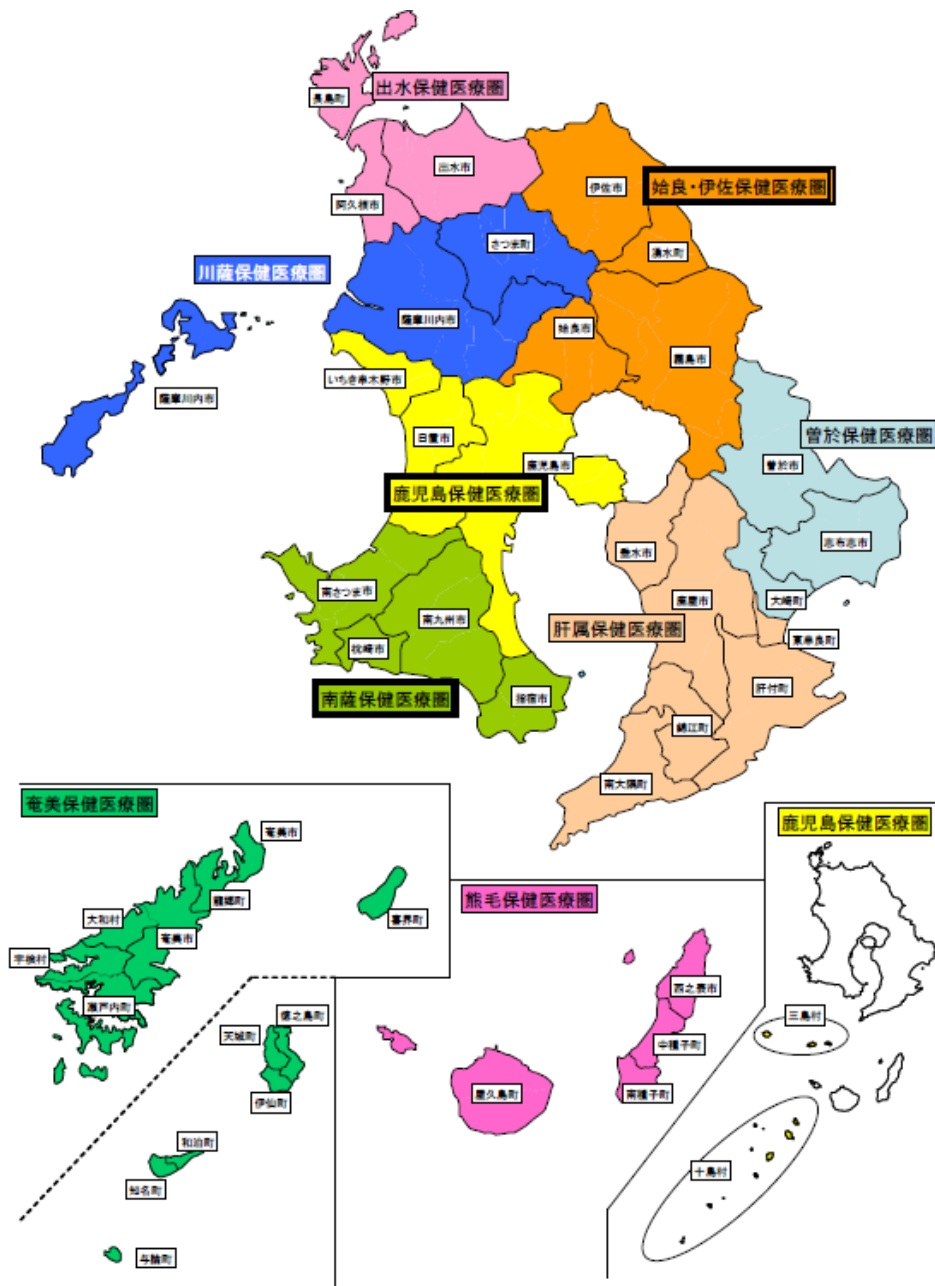 出水保健医療圏
長島町
出水市
阿久根市
姶良・伊佐保健医療圏
伊佐市
湧水町
さつま町
川薩保健医療圏
薩摩川内市
姶良市
霧島市
いちき串木野市
薩摩川内市
日置市
鹿児島市
曽於保健医療圏
曽於市
鹿児島保健医療圏
志布志市
垂水市
南さつま市
鹿屋市
大崎町
南九州市
肝属保健医療圏
東串良町
枕崎市
南薩保健医療圏
指宿市
肝付町
錦江町
南大隅町
奄美保健医療圏
奄美市
龍郷町
大和村
奄美市
宇検村
瀬戸内町
喜界町
徳之島町
天城町
伊仙町
和泊町
知名町
与論町
熊毛保健医療圏
西之表市
中種子町
南種子町
屋久島町
鹿児島保健医療圏
三島村
十島村